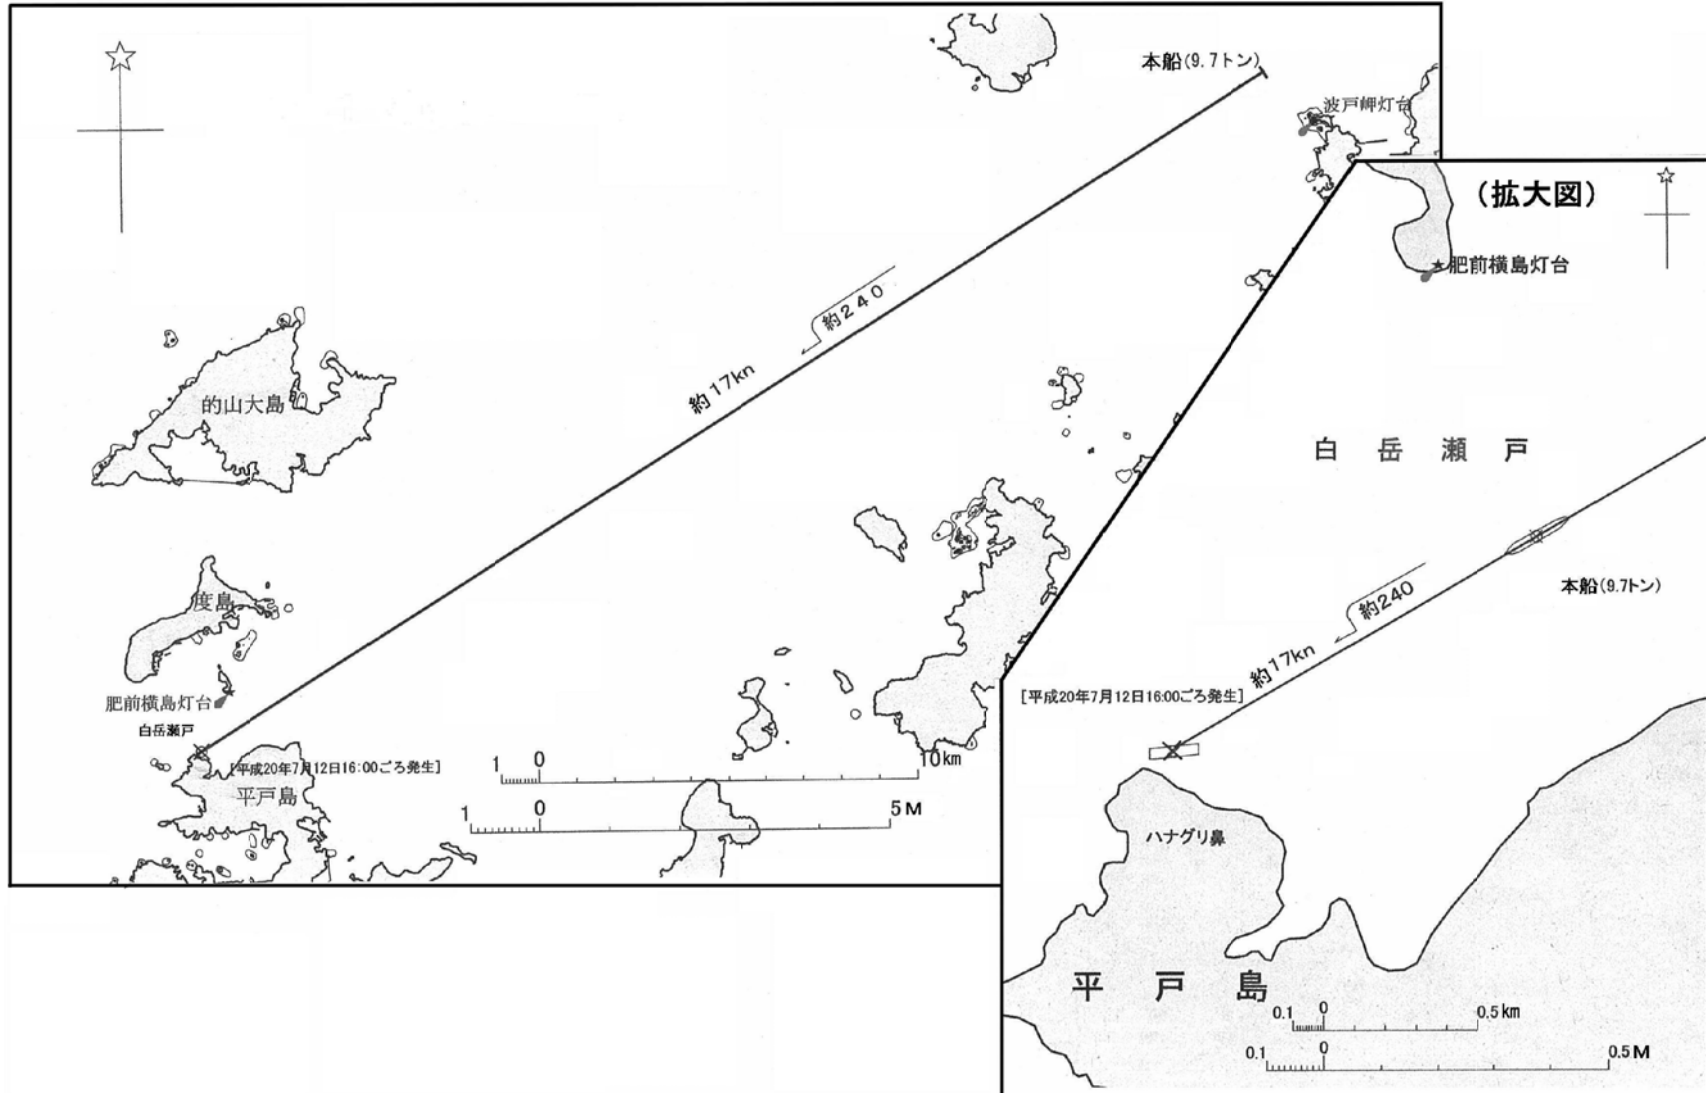 本船(9.7トン)
波戸岬灯台
約240
約17kn
的山大島
度島
肥前横島灯台
白岳瀬戸
[平成20年7月12日16:00ごろ発生]
平戸島
1 0 10km
1 0 5M
(拡大図)
肥前横島灯台
白岳瀬戸
本船(9.7トン)
約240
約17kn
[平成20年7月12日16:00ごろ発生]
ハナグリ鼻
平戸島
0.1 0 0.5km
0.1 0 0.5M